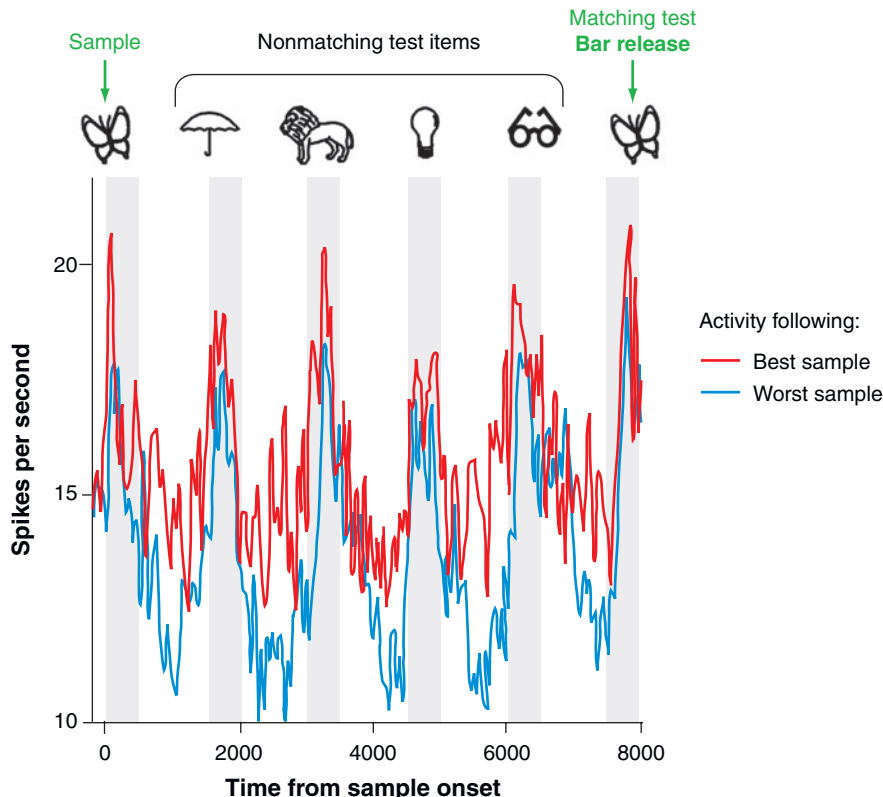 Matching test
Sample Nonmatching test items Bar release
20
15
10
Spikes per second
Activity following:
Best sample
Worst sample
0 2000 4000 6000 8000
Time from sample onset